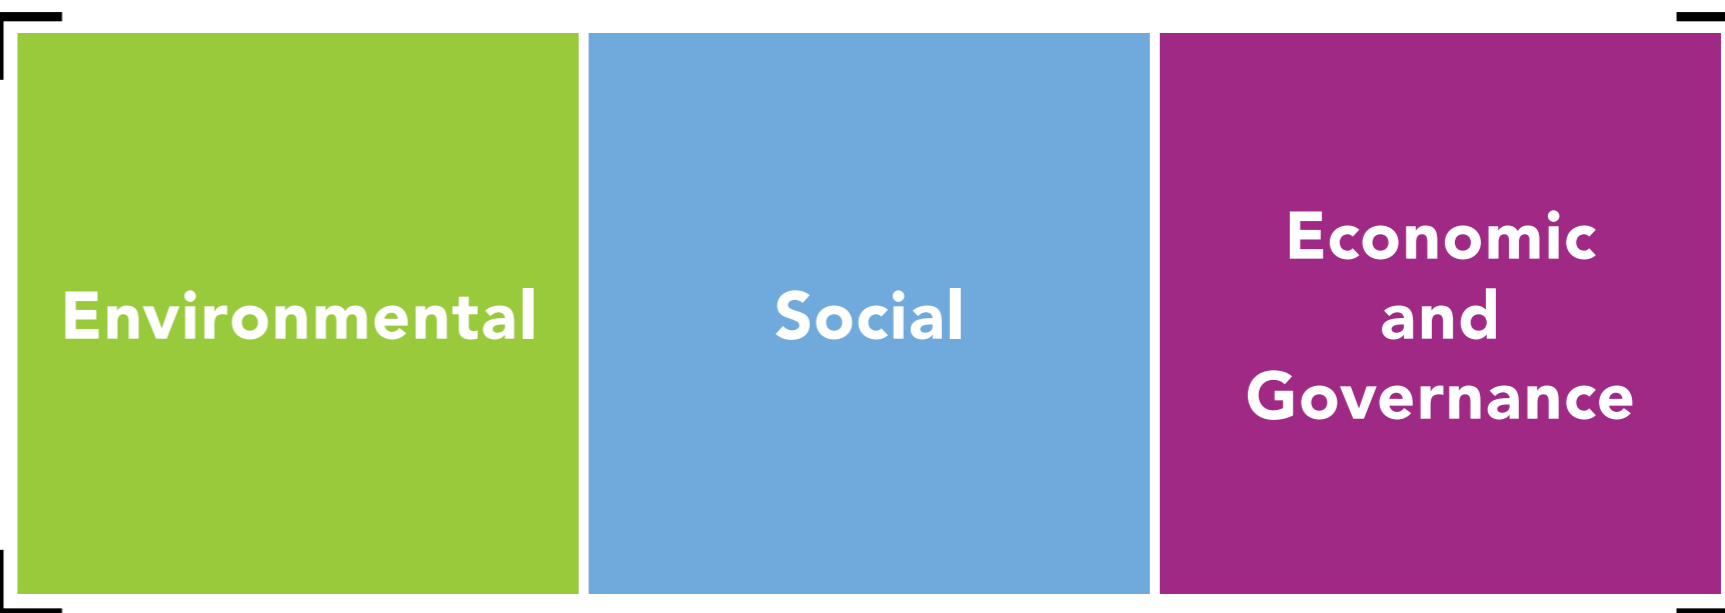 Environmental
Social
Economic
and
Governance